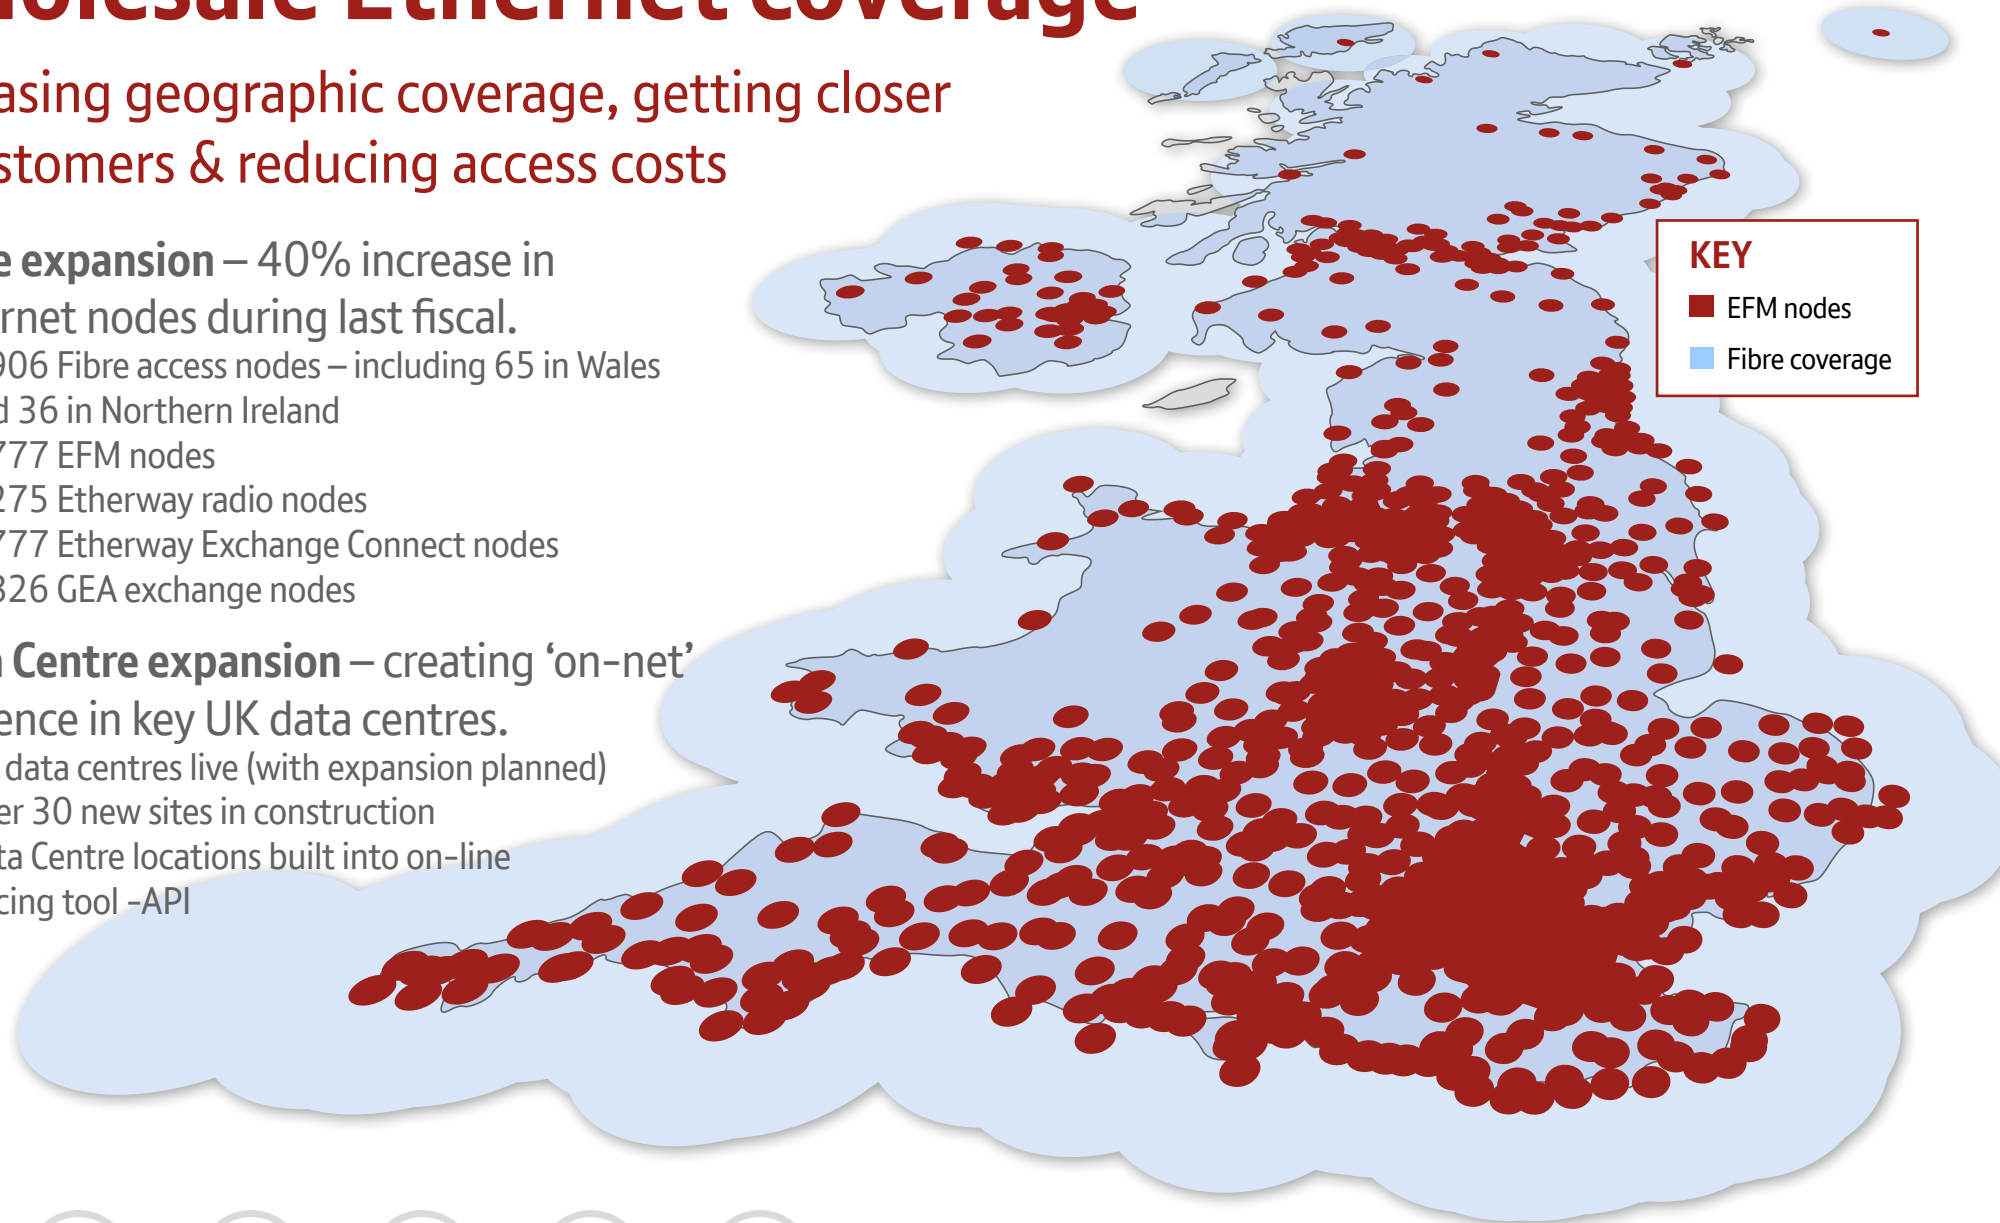 olesale Ethernet coverage
asing geographic coverage, getting closer
stomers & reducing access costs
e expansion – 40% increase in
rnet nodes during last fiscal.
906 Fibre access nodes – including 65 in Wales
d 36 in Northern Ireland
777 EFM nodes
275 Etherway radio nodes
777 Etherway Exchange Connect nodes
326 GEA exchange nodes
Centre expansion – creating ‘on-net’
ence in key UK data centres.
data centres live (with expansion planned)
er 30 new sites in construction
ta Centre locations built into on-line
cing tool -API
KEY
EFM nodes
Fibre coverage